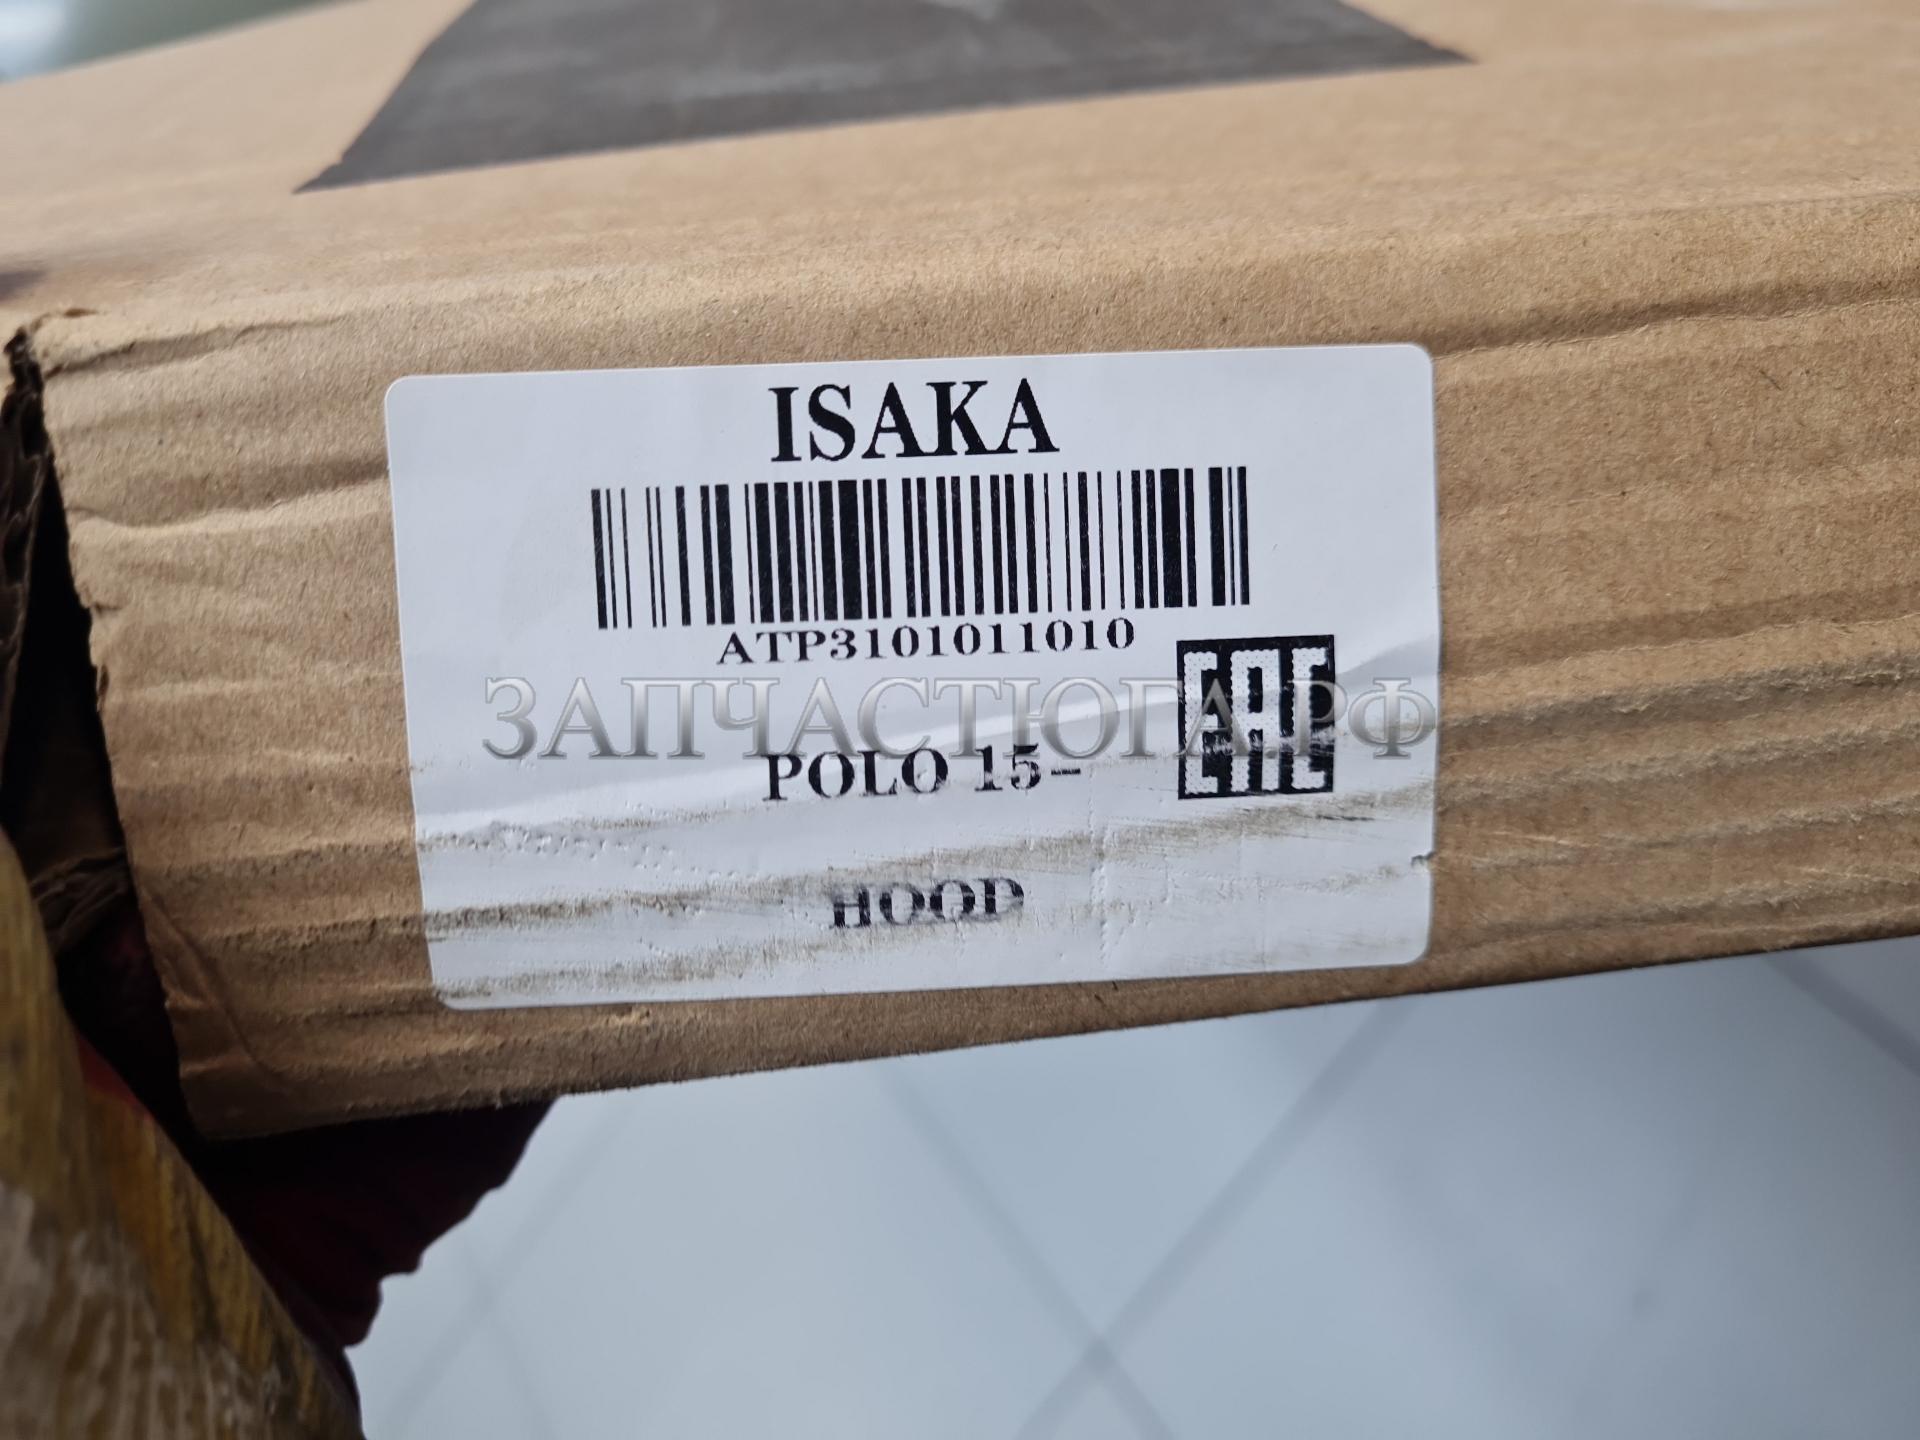 ISAKA
ATP3101011010
ЗАПЧАСТЮГА.РФ
EAC
POLO 15-
HOOD